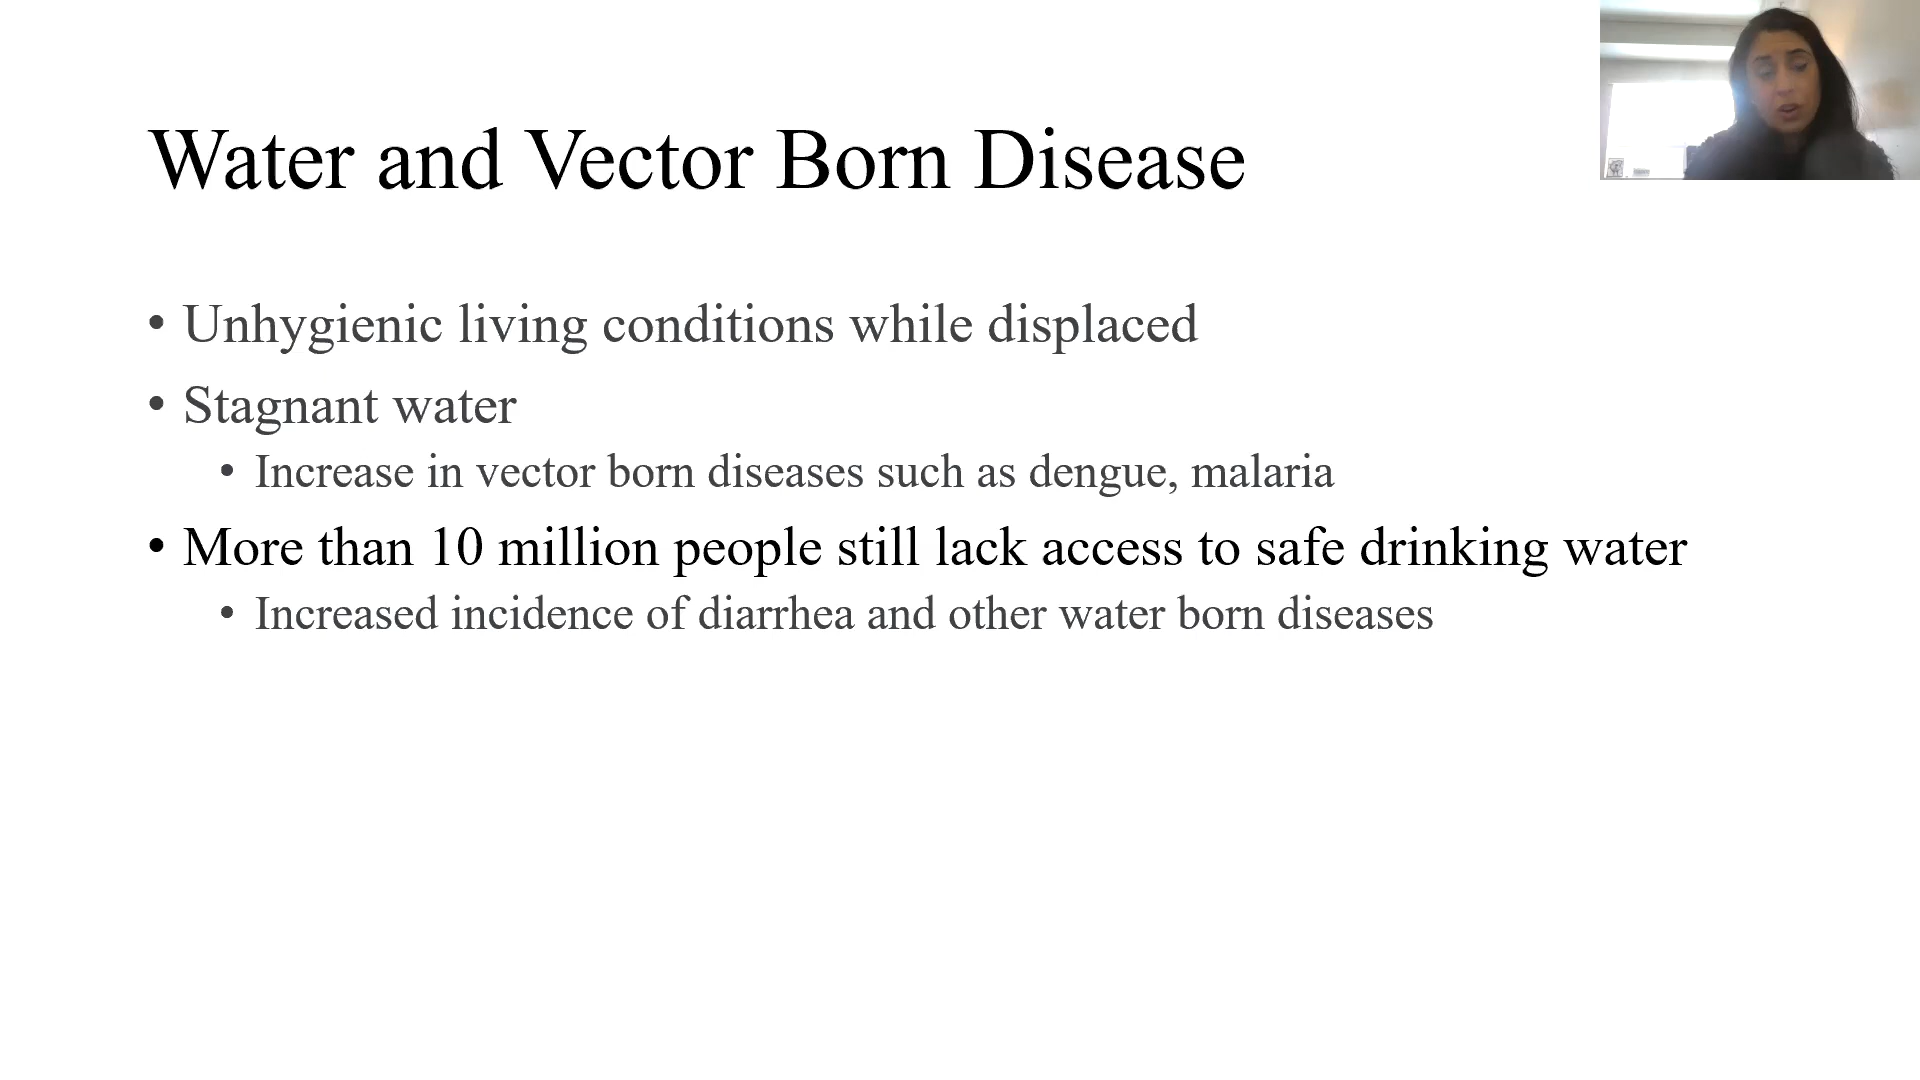 Water and Vector Born Disease
• Unhygienic living conditions while displaced
• Stagnant water
• Increase in vector born diseases such as dengue, malaria
• More than 10 million people still lack access to safe drinking water
• Increased incidence of diarrhea and other water born diseases